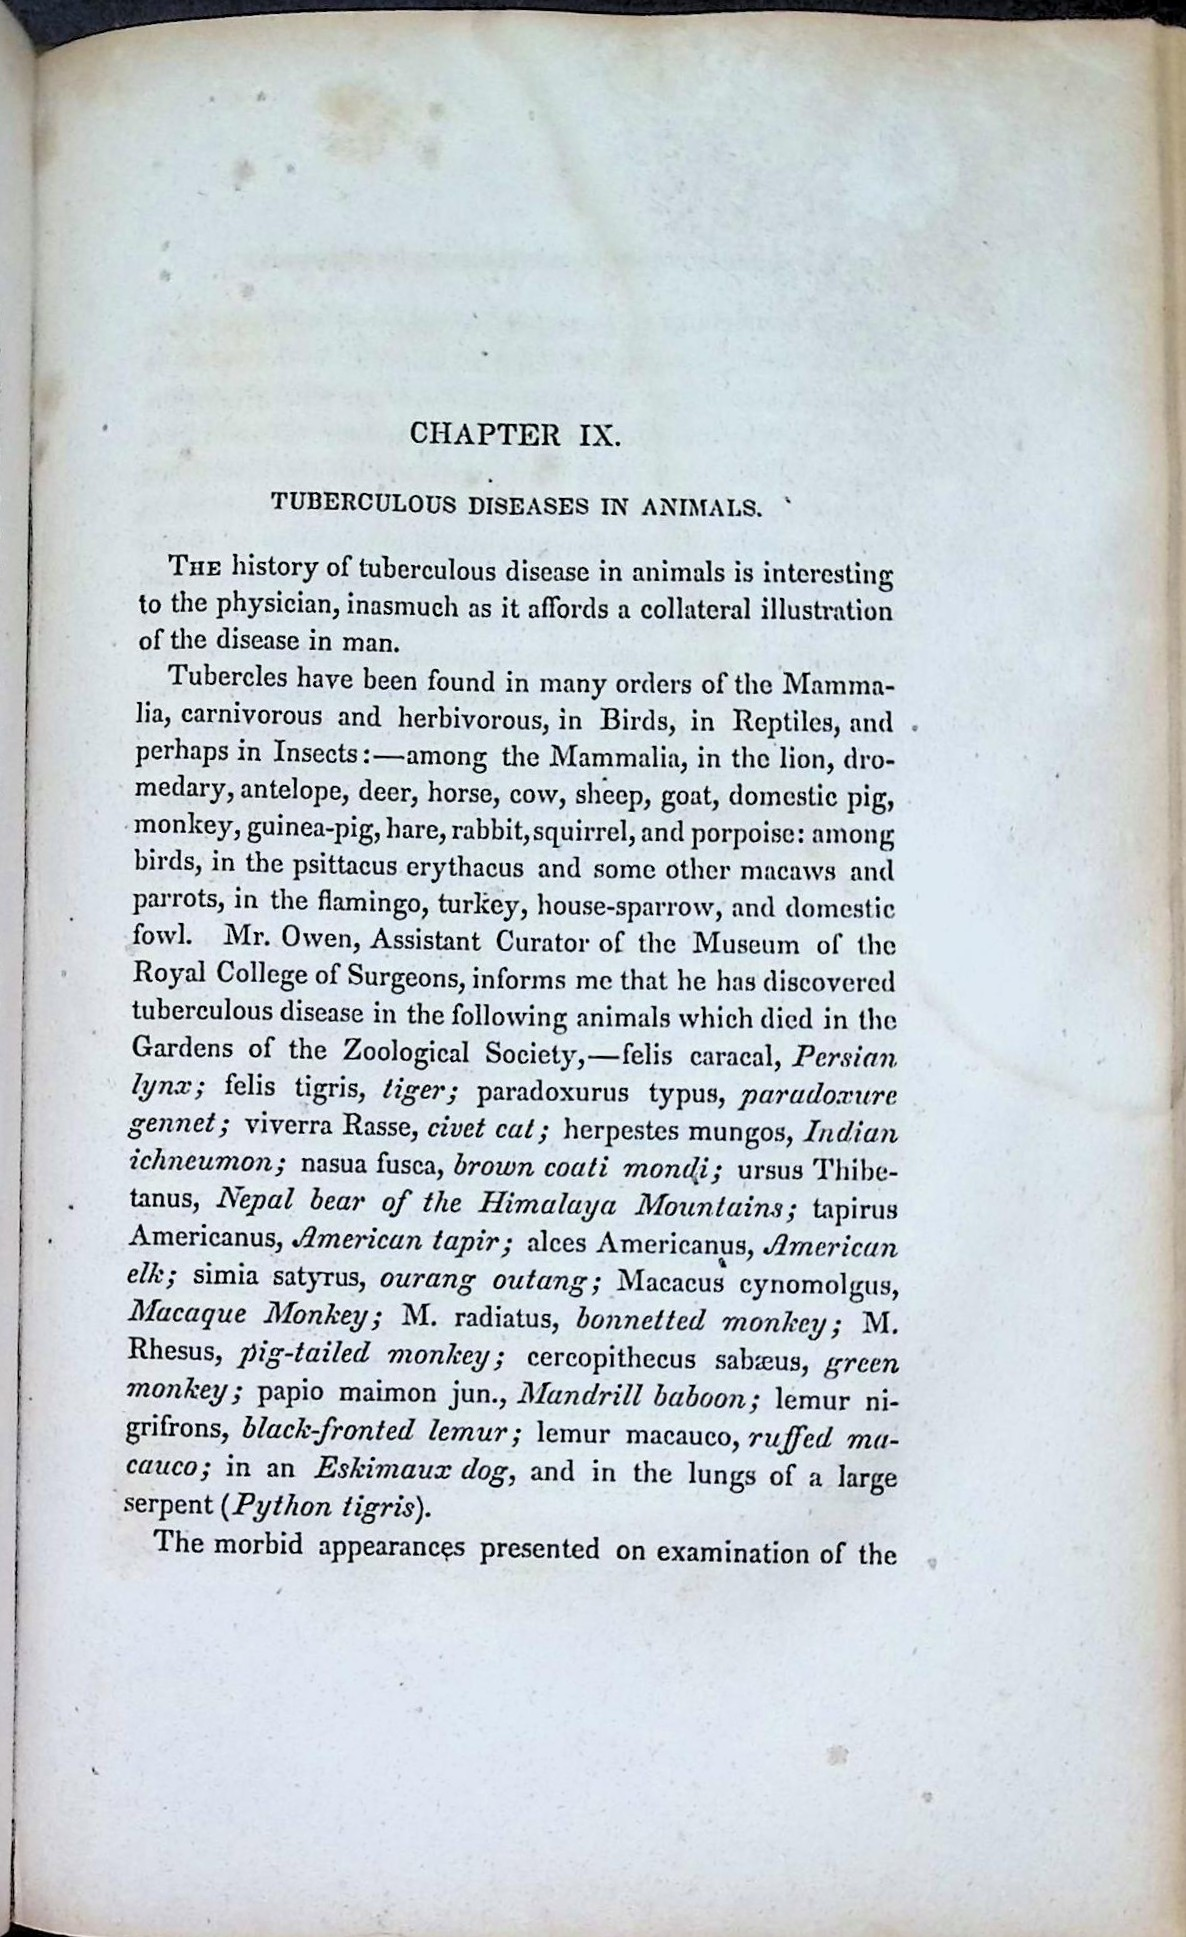 CHAPTER IX.
TUBERCULOUS DISEASES IN ANIMALS.
THE history of tuberculous disease in animals is interesting
to the physician, inasmuch as it affords a collateral illustration
of the disease in man.
Tubercles have been found in many orders of the Mamma-
lia, carnivorous and herbivorous, in Birds, in Reptiles, and
perhaps in Insects:—among the Mammalia, in the lion, dro-
medary, antelope, deer, horse, cow, sheep, goat, domestic pig,
monkey, guinea-pig, hare, rabbit, squirrel, and porpoise: among
birds, in the psittacus erythacus and some other macaws and
parrots, in the flamingo, turkey, house-sparrow, and domestic
fowl. Mr. Owen, Assistant Curator of the Museum of the
Royal College of Surgeons, informs me that he has discovered
tuberculous disease in the following animals which died in the
Gardens of the Zoological Society,—felis caracal, Persian
lynx; felis tigris, tiger; paradoxurus typus, paradoxure
gennet; viverra Rasse, civet cat; herpestes mungos, Indian
ichneumon; nasua fusca, brown coati mondi; ursus Thibe-
tanus, Nepal bear of the Himalaya Mountains; tapirus
Americanus, American tapir; alces Americanus, American
elk; simia satyrus, ourang outang; Macacus cynomolgus,
Macaque Monkey; M. radiatus, bonnetted monkey; M.
Rhesus, pig-tailed monkey; cercopithecus sabæus, green
monkey; papio maimon jun., Mandrill baboon; lemur ni-
grifrons, black-fronted lemur; lemur macauco, ruffed ma-
cauco; in an Eskimaux dog, and in the lungs of a large
serpent (Python tigris).
The morbid appearances presented on examination of the